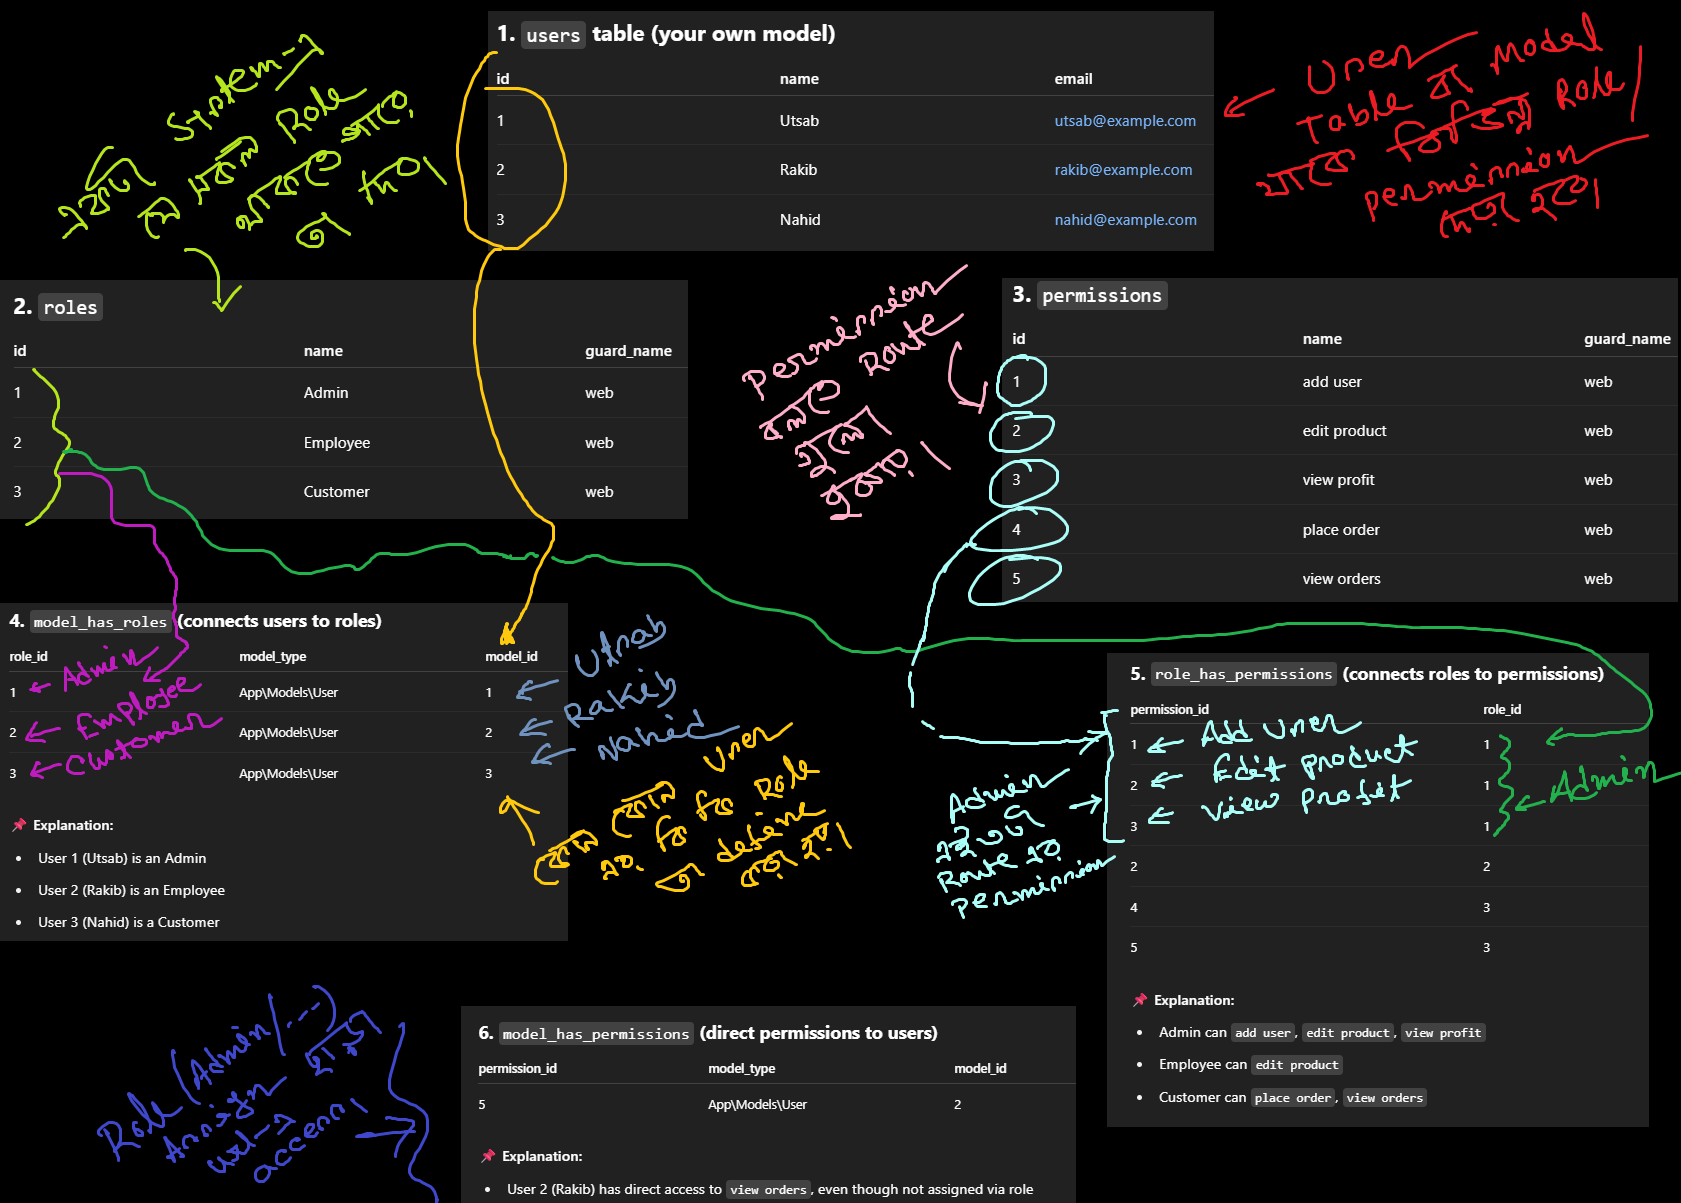 1. users table (your own model)
id name email
1 Utsab utsab@example.com
2 Rakib rakib@example.com
3 Nahid nahid@example.com
System-এ
Role
থাকবে
User
Table বা Model
থাকে Role
permission
হবে।
2. roles
id name guard_name
1 Admin web
2 Employee web
3 Customer web
Permission
Route
3. permissions
id name guard_name
1 add user web
2 edit product web
3 view profit web
4 place order web
5 view orders web
4. model_has_roles (connects users to roles)
role_id model_type model_id
1 Admin App\Models\User 1 Utsab
2 Employee App\Models\User 2 Rakib
3 Customer App\Models\User 3 Nahid
📌 Explanation:
• User 1 (Utsab) is an Admin
• User 2 (Rakib) is an Employee
• User 3 (Nahid) is a Customer
কোন User
Role
তা define
করা হয়।
5. role_has_permissions (connects roles to permissions)
permission_id role_id
1 Add User 1
2 Edit product 1 Admin
3 View profit 1
2 2
4 3
5 3
Admin
Route এর
permission
📌 Explanation:
• Admin can add user, edit product, view profit
• Employee can edit product
• Customer can place order, view orders
Role (Admin/...)
Assign
url-এ
access।
6. model_has_permissions (direct permissions to users)
permission_id model_type model_id
5 App\Models\User 2
📌 Explanation:
• User 2 (Rakib) has direct access to view orders, even though not assigned via role